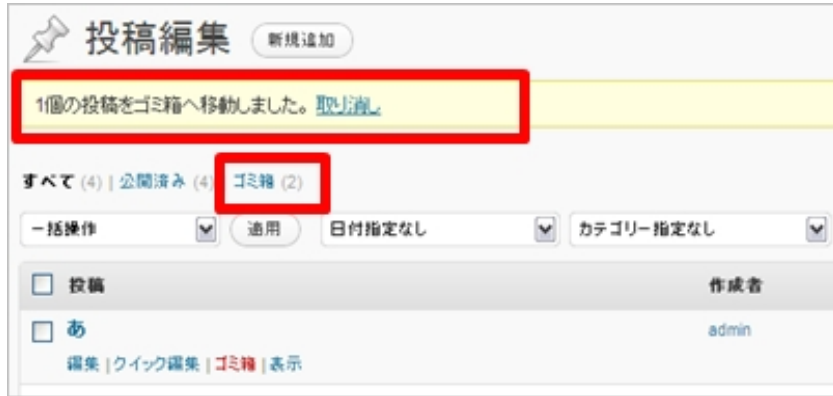 投稿編集 新規追加
1個の投稿をゴミ箱へ移動しました。取り消し
すべて (4) | 公開済み (4) ゴミ箱 (2)
一括操作 適用 日付指定なし カテゴリー指定なし
投稿 作成者
あ admin
編集 | クイック編集 | ゴミ箱 | 表示